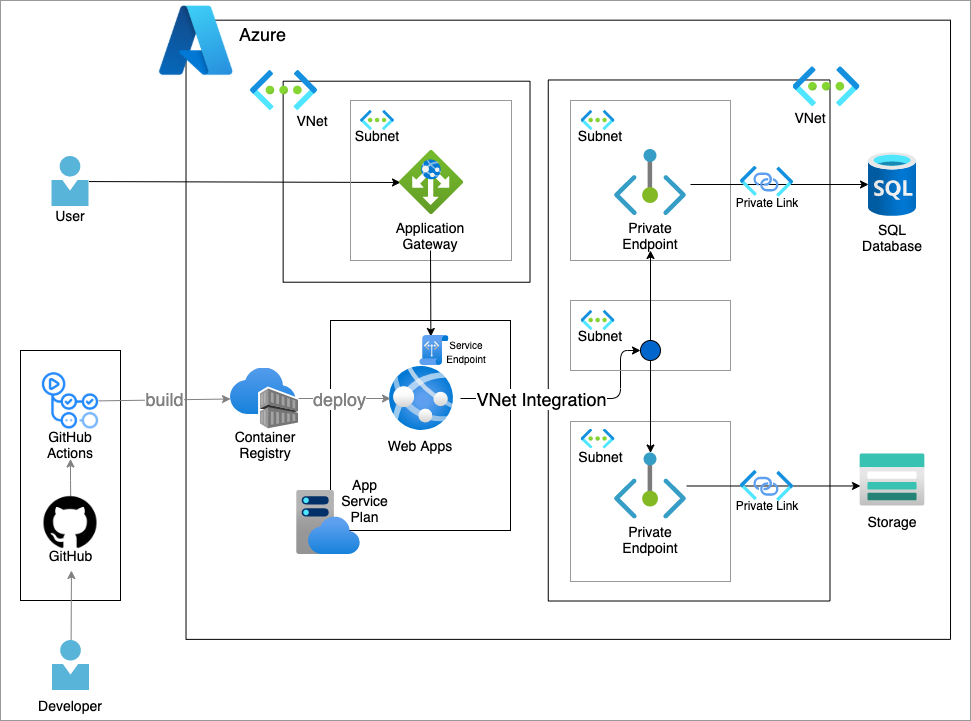 Azure
VNet
Subnet
User
Application
Gateway
VNet
Subnet
Private
Endpoint
Private Link
SQL
SQL
Database
Subnet
Service
Endpoint
Web Apps
VNet Integration
App
Service
Plan
Subnet
Private
Endpoint
Private Link
Storage
GitHub
Actions
build
Container
Registry
deploy
GitHub
Developer